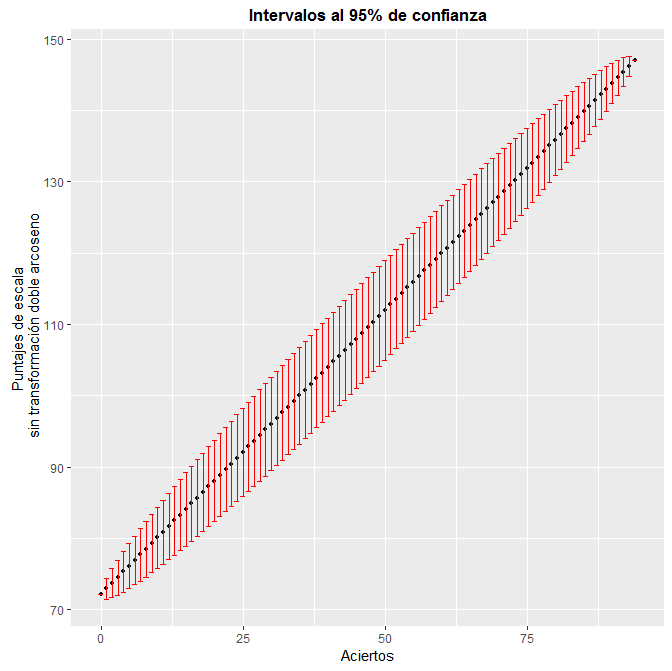 Intervalos al 95% de confianza
Puntajes de escala
sin transformación doble arcoseno
150
130
110
90
70
0 25 50 75
Aciertos